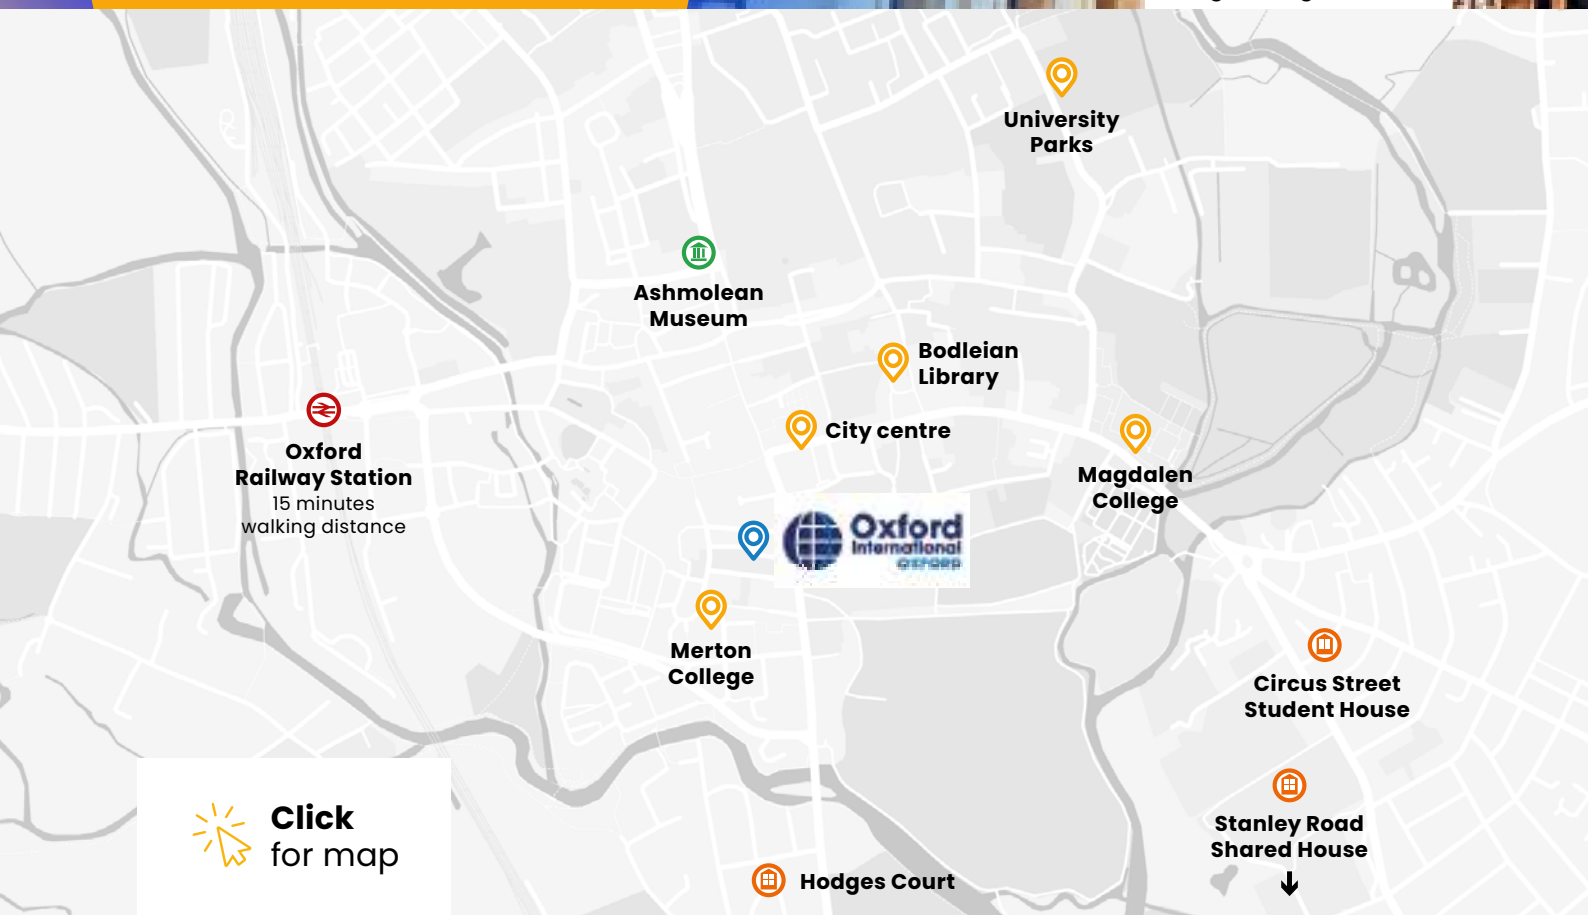 University
Parks
Ashmolean
Museum
Bodleian
Library
City centre
Oxford
Railway Station
15 minutes
walking distance
Magdalen
College
Oxford
International
OXFORD
Merton
College
Circus Street
Student House
Stanley Road
Shared House
Click
for map
Hodges Court